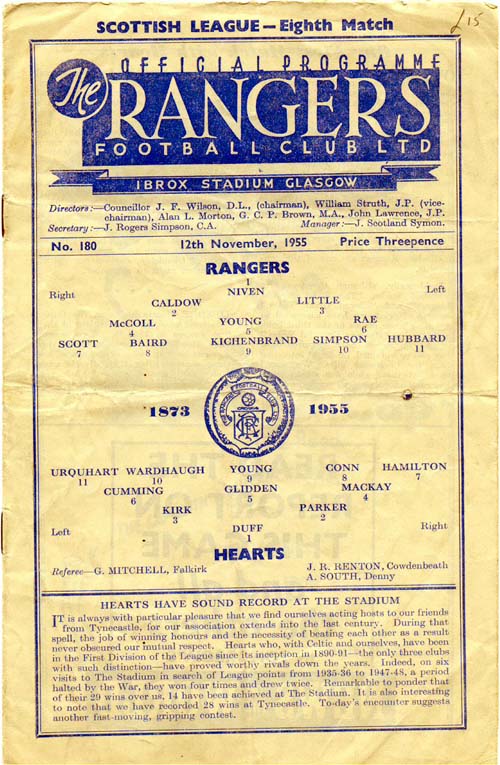 SCOTTISH LEAGUE — EIGHTH MATCH
£15
OFFICIAL PROGRAMME
The RANGERS
FOOTBALL CLUB LTD
IBROX STADIUM GLASGOW
Directors:—Councillor J. F. Wilson, D.L., (chairman), William Struth, J.P. (vice-
chairman), Alan L. Morton, G. C. P. Brown, M.A., John Lawrence, J.P.
Secretary:—J. Rogers Simpson, C.A. Manager:—J. Scotland Symon.
No. 180 12th November, 1955 Price Threepence
RANGERS
1
Right NIVEN Left
CALDOW LITTLE
2 3
McCOLL YOUNG RAE
4 5 6
SCOTT BAIRD KICHENBRAND SIMPSON HUBBARD
7 8 9 10 11
1873 1955
URQUHART WARDHAUGH YOUNG CONN HAMILTON
11 10 9 8 7
CUMMING GLIDDEN MACKAY
6 5 4
KIRK PARKER
3 2
Left DUFF Right
1
HEARTS
Referee—G. MITCHELL, Falkirk J. R. RENTON, Cowdenbeath
A. SOUTH, Denny
HEARTS HAVE SOUND RECORD AT THE STADIUM
IT is always with particular pleasure that we find ourselves acting hosts to our friends
from Tynecastle, for our association extends into the last century. During that
spell, the job of winning honours and the necessity of beating each other as a result
never obscured our mutual respect. Hearts who, with Celtic and ourselves, have been
in the First Division of the League since its inception in 1890-91—the only three clubs
with such distinction—have proved worthy rivals down the years. Indeed, on six
visits to The Stadium in search of League points from 1935-36 to 1947-48, a period
halted by the War, they won four times and drew twice. Remarkable to ponder that
of their 29 wins over us, 14 have been achieved at The Stadium. It is also interesting
to note that we have recorded 28 wins at Tynecastle. To-day's encounter suggests
another fast-moving, gripping contest.